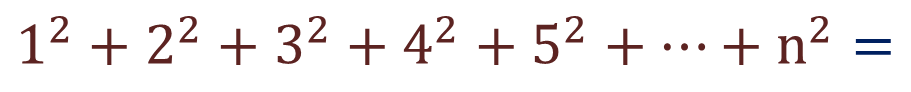 1² + 2² + 3² + 4² + 5² + ⋯ + n² =